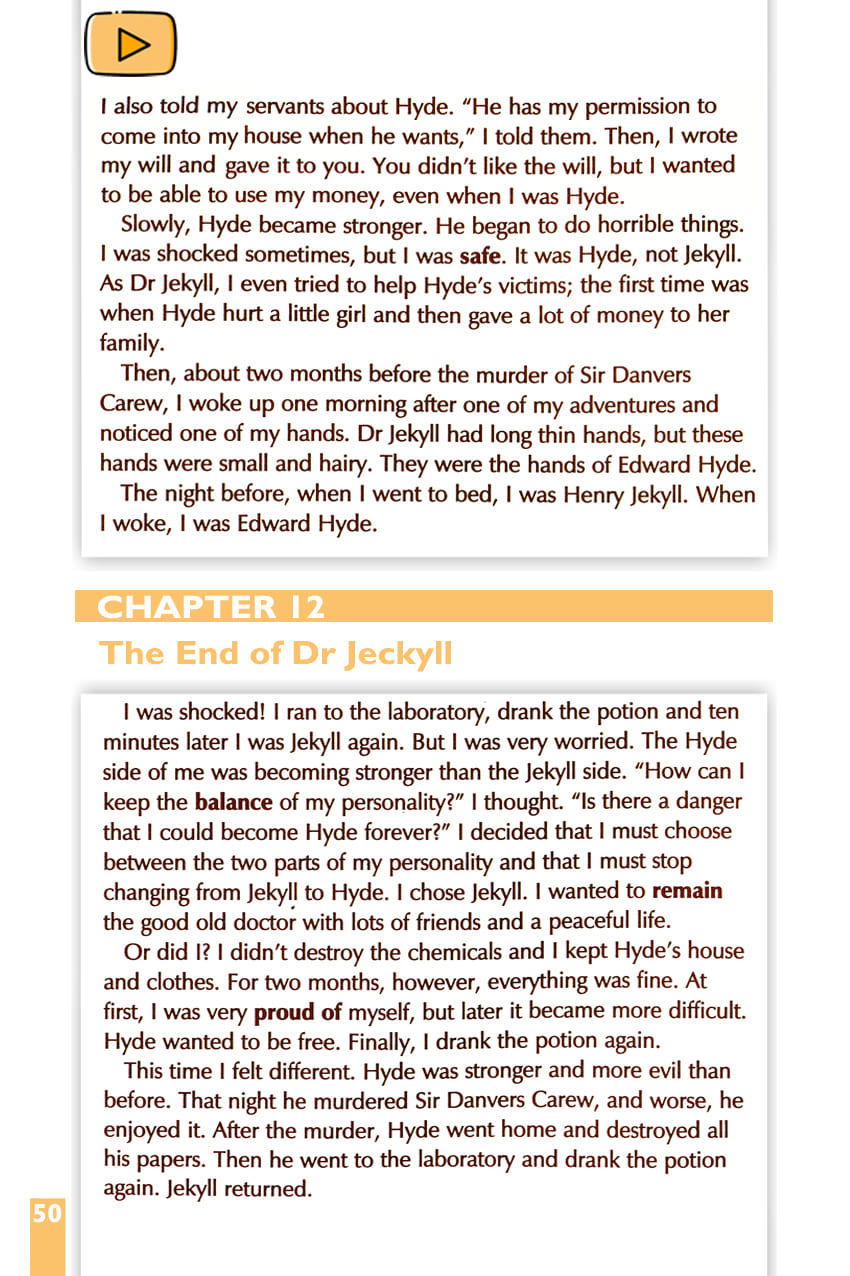 I also told my servants about Hyde. “He has my permission to
come into my house when he wants,” I told them. Then, I wrote
my will and gave it to you. You didn’t like the will, but I wanted
to be able to use my money, even when I was Hyde.
Slowly, Hyde became stronger. He began to do horrible things.
I was shocked sometimes, but I was safe. It was Hyde, not Jekyll.
As Dr Jekyll, I even tried to help Hyde’s victims; the first time was
when Hyde hurt a little girl and then gave a lot of money to her
family.
Then, about two months before the murder of Sir Danvers
Carew, I woke up one morning after one of my adventures and
noticed one of my hands. Dr Jekyll had long thin hands, but these
hands were small and hairy. They were the hands of Edward Hyde.
The night before, when I went to bed, I was Henry Jekyll. When
I woke, I was Edward Hyde.
CHAPTER 12
The End of Dr Jeckyll
I was shocked! I ran to the laboratory, drank the potion and ten
minutes later I was Jekyll again. But I was very worried. The Hyde
side of me was becoming stronger than the Jekyll side. “How can I
keep the balance of my personality?” I thought. “Is there a danger
that I could become Hyde forever?” I decided that I must choose
between the two parts of my personality and that I must stop
changing from Jekyll to Hyde. I chose Jekyll. I wanted to remain
the good old doctor with lots of friends and a peaceful life.
Or did I? I didn’t destroy the chemicals and I kept Hyde’s house
and clothes. For two months, however, everything was fine. At
first, I was very proud of myself, but later it became more difficult.
Hyde wanted to be free. Finally, I drank the potion again.
This time I felt different. Hyde was stronger and more evil than
before. That night he murdered Sir Danvers Carew, and worse, he
enjoyed it. After the murder, Hyde went home and destroyed all
his papers. Then he went to the laboratory and drank the potion
again. Jekyll returned.
50